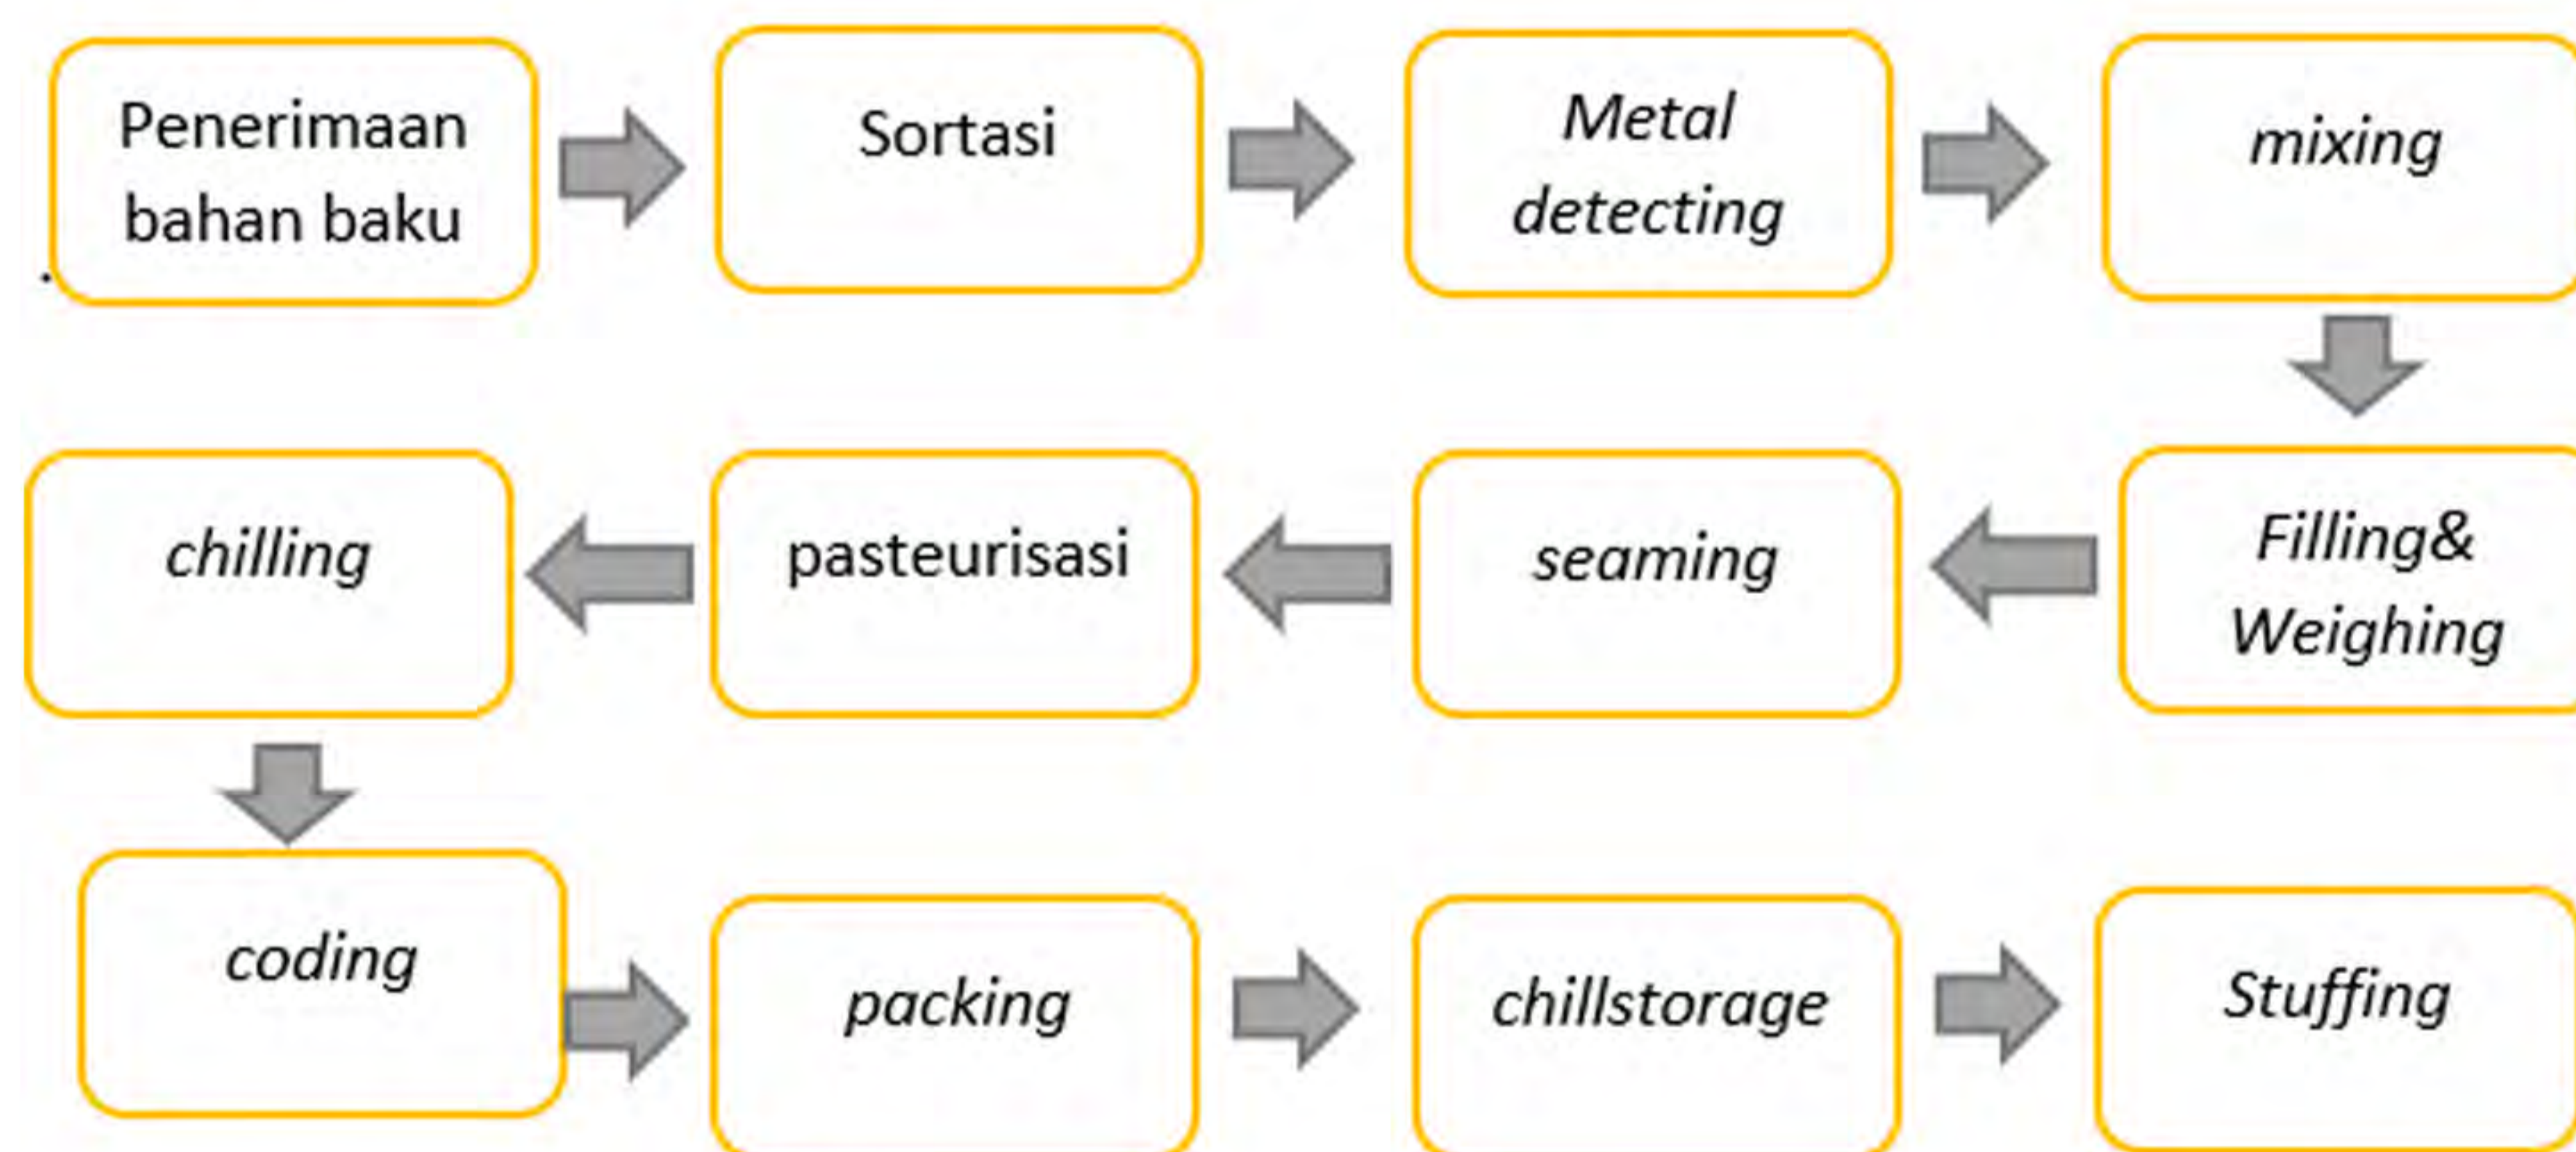 Penerimaan
bahan baku
Sortasi
Metal
detecting
mixing
Filling&
Weighing
seaming
pasteurisasi
chilling
coding
packing
chillstorage
Stuffing